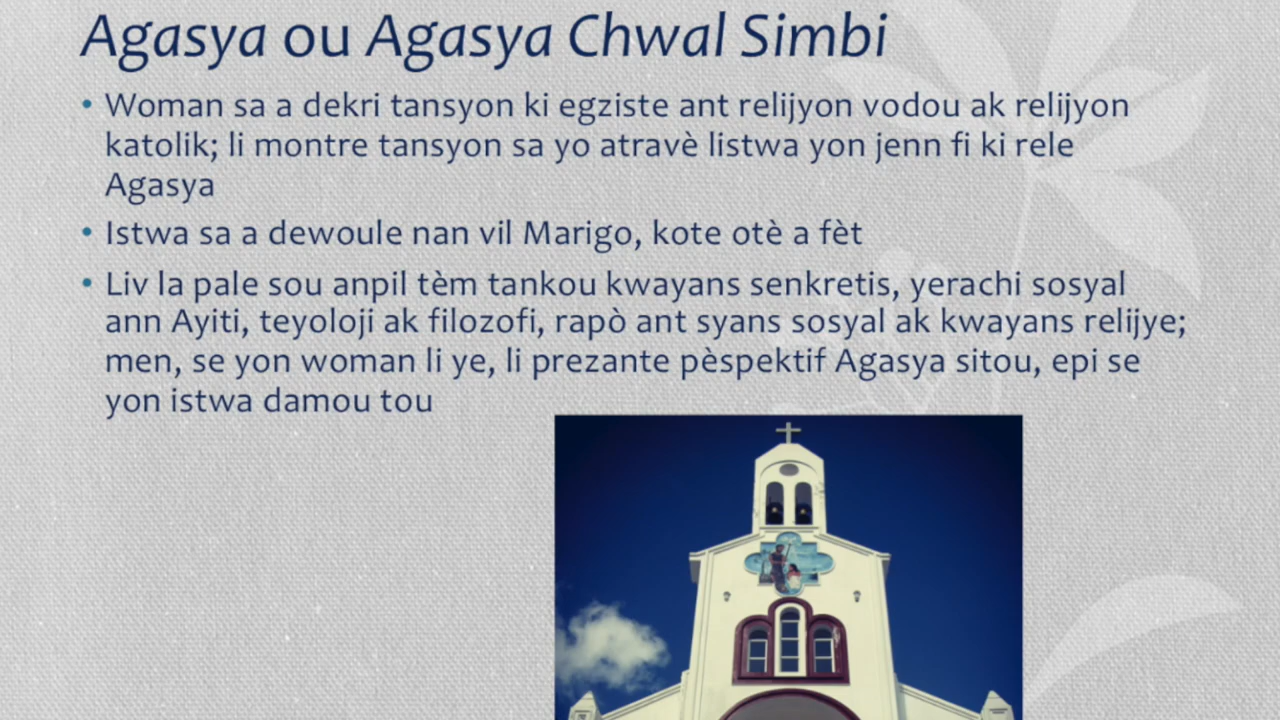 Agasya ou Agasya Chwal Simbi
• Woman sa a dekri tansyon ki egziste ant relijyon vodou ak relijyon
katolik; li montre tansyon sa yo atravè listwa yon jenn fi ki rele
Agasya
• Istwa sa a dewoule nan vil Marigo, kote otè a fèt
• Liv la pale sou anpil tèm tankou kwayans senkretis, yerachi sosyal
ann Ayiti, teyoloji ak filozofi, rapò ant syans sosyal ak kwayans relijye;
men, se yon woman li ye, li prezante pèspektif Agasya sitou, epi se
yon istwa damou tou